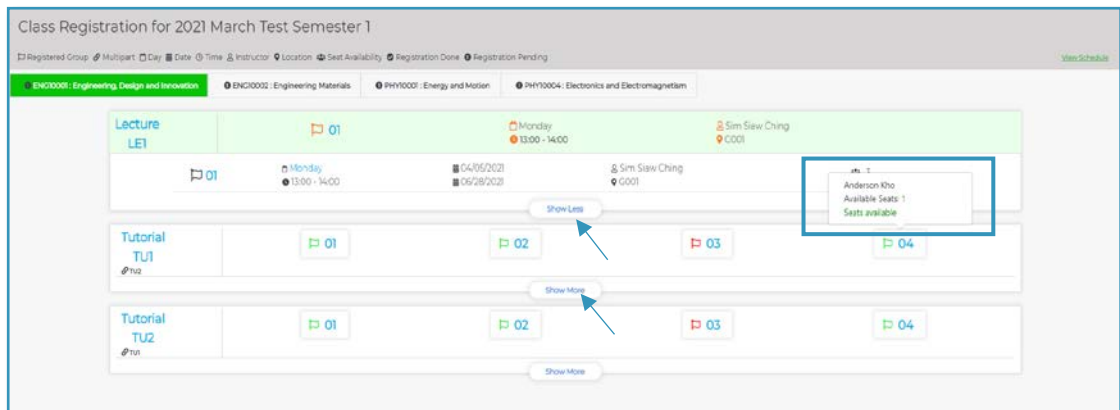 Class Registration for 2021 March Test Semester 1
Registered Group Multipart Day Date Time Instructor Location Seat Availability Registration Done Registration Pending
View Schedule
ENG10001 : Engineering, Design and Innovation ENG10002 : Engineering Materials PHY10001 : Energy and Motion PHY10004 : Electronics and Electromagnetism
Lecture
LE1
01
Monday
13:00 - 14:00
Sim Siew Ching
01
Monday
13:00 - 14:00
04/05/2021
06/28/2021
Sim Siew Ching
G001
Anderson Kho
Available Seats: 1
Seats available
Show Less
Tutorial
TU1
TU2
01 02 03 04
Show More
Tutorial
TU2
TU1
01 02 03 04
Show More